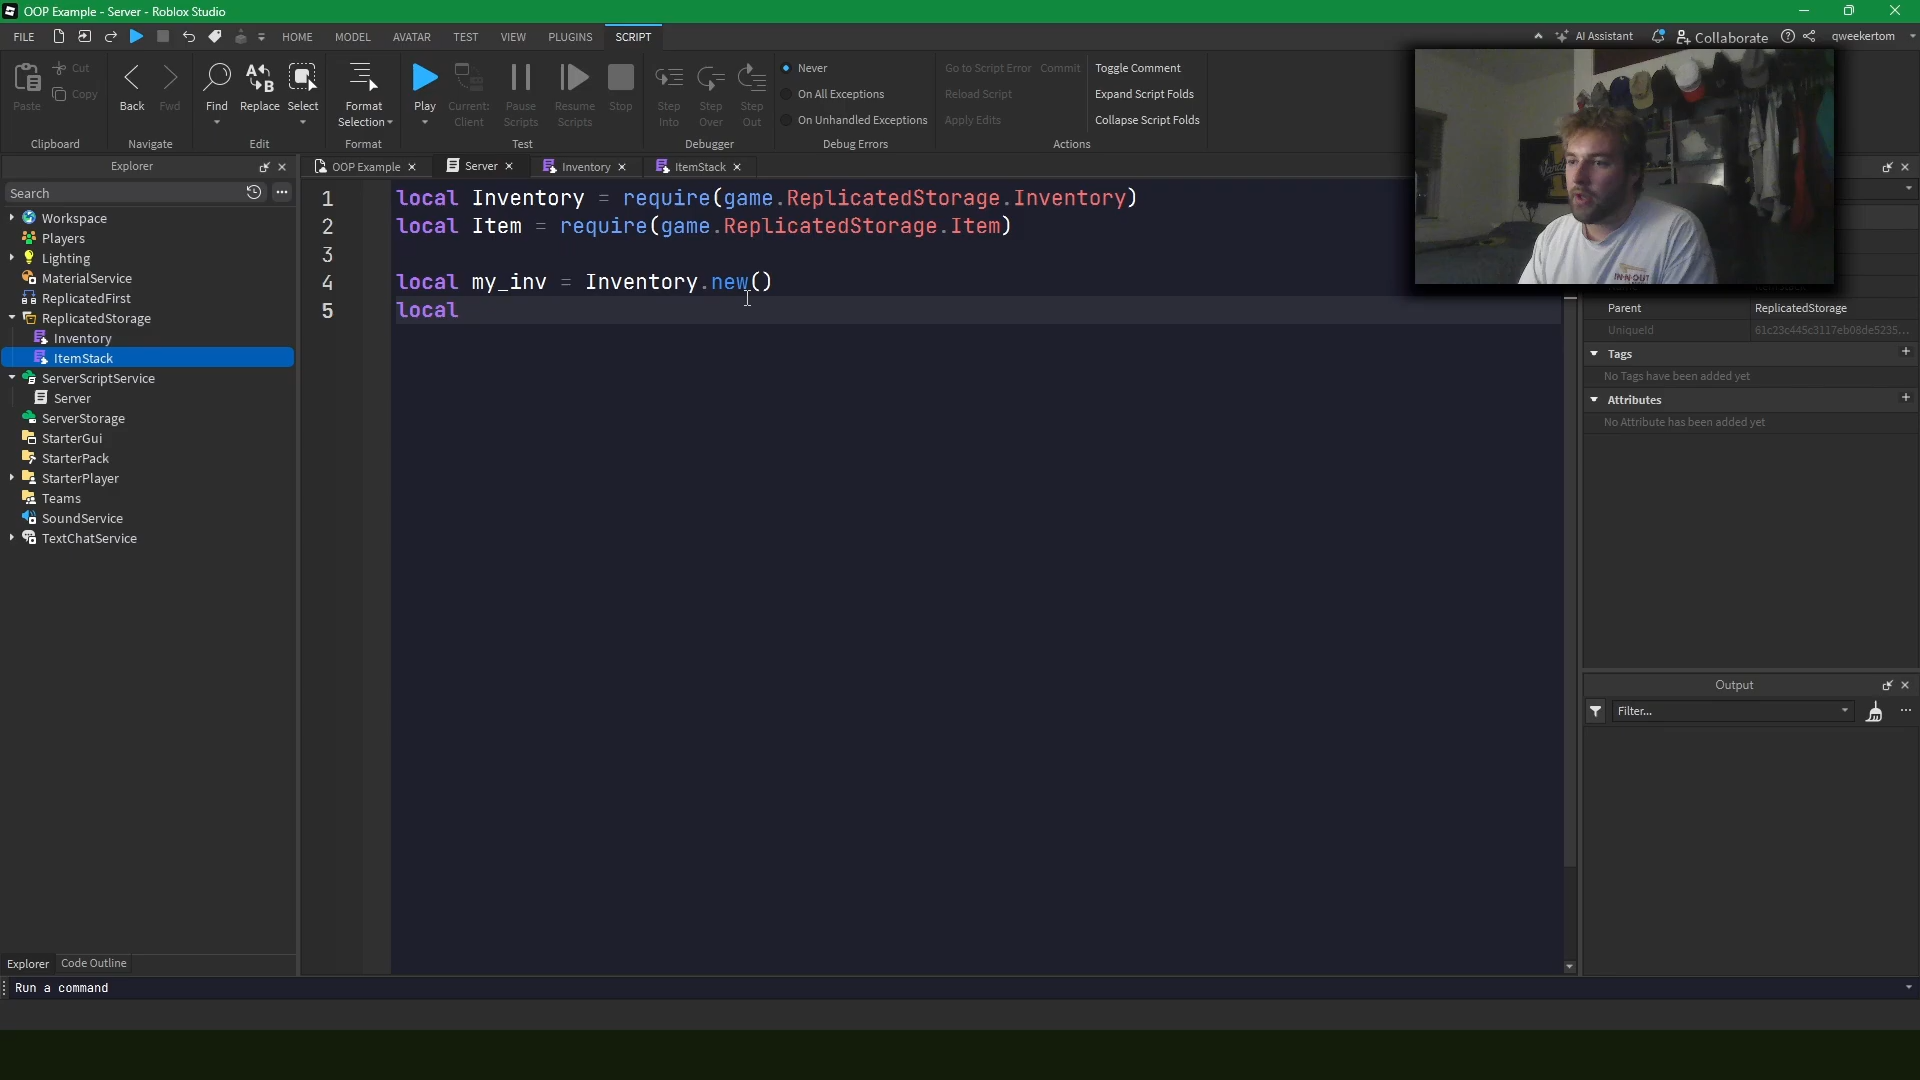 OOP Example - Server - Roblox Studio
FILE HOME MODEL AVATAR TEST VIEW PLUGINS SCRIPT AI Assistant Collaborate qweekertom
Paste Cut Copy Back Fwd Find Replace Select Format Selection Play Current: Client Pause Scripts Resume Scripts Stop Step Into Step Over Step Out
Never
On All Exceptions
On Unhandled Exceptions
Go to Script Error Commit
Reload Script
Apply Edits
Toggle Comment
Expand Script Folds
Collapse Script Folds
Clipboard Navigate Edit Format Test Debugger Debug Errors Actions
Explorer
Search
Workspace
Players
Lighting
MaterialService
ReplicatedFirst
ReplicatedStorage
Inventory
ItemStack
ServerScriptService
Server
ServerStorage
StarterGui
StarterPack
StarterPlayer
Teams
SoundService
TextChatService
Explorer Code Outline
OOP Example Server Inventory ItemStack
1 local Inventory = require(game.ReplicatedStorage.Inventory)
2 local Item = require(game.ReplicatedStorage.Item)
3
4 local my_inv = Inventory.new()
5 local
IN-N-OUT
Parent ReplicatedStorage
UniqueId 61c23c445c3117eb08de5235...
Tags
No Tags have been added yet
Attributes
No Attribute has been added yet
Output
Filter...
Run a command